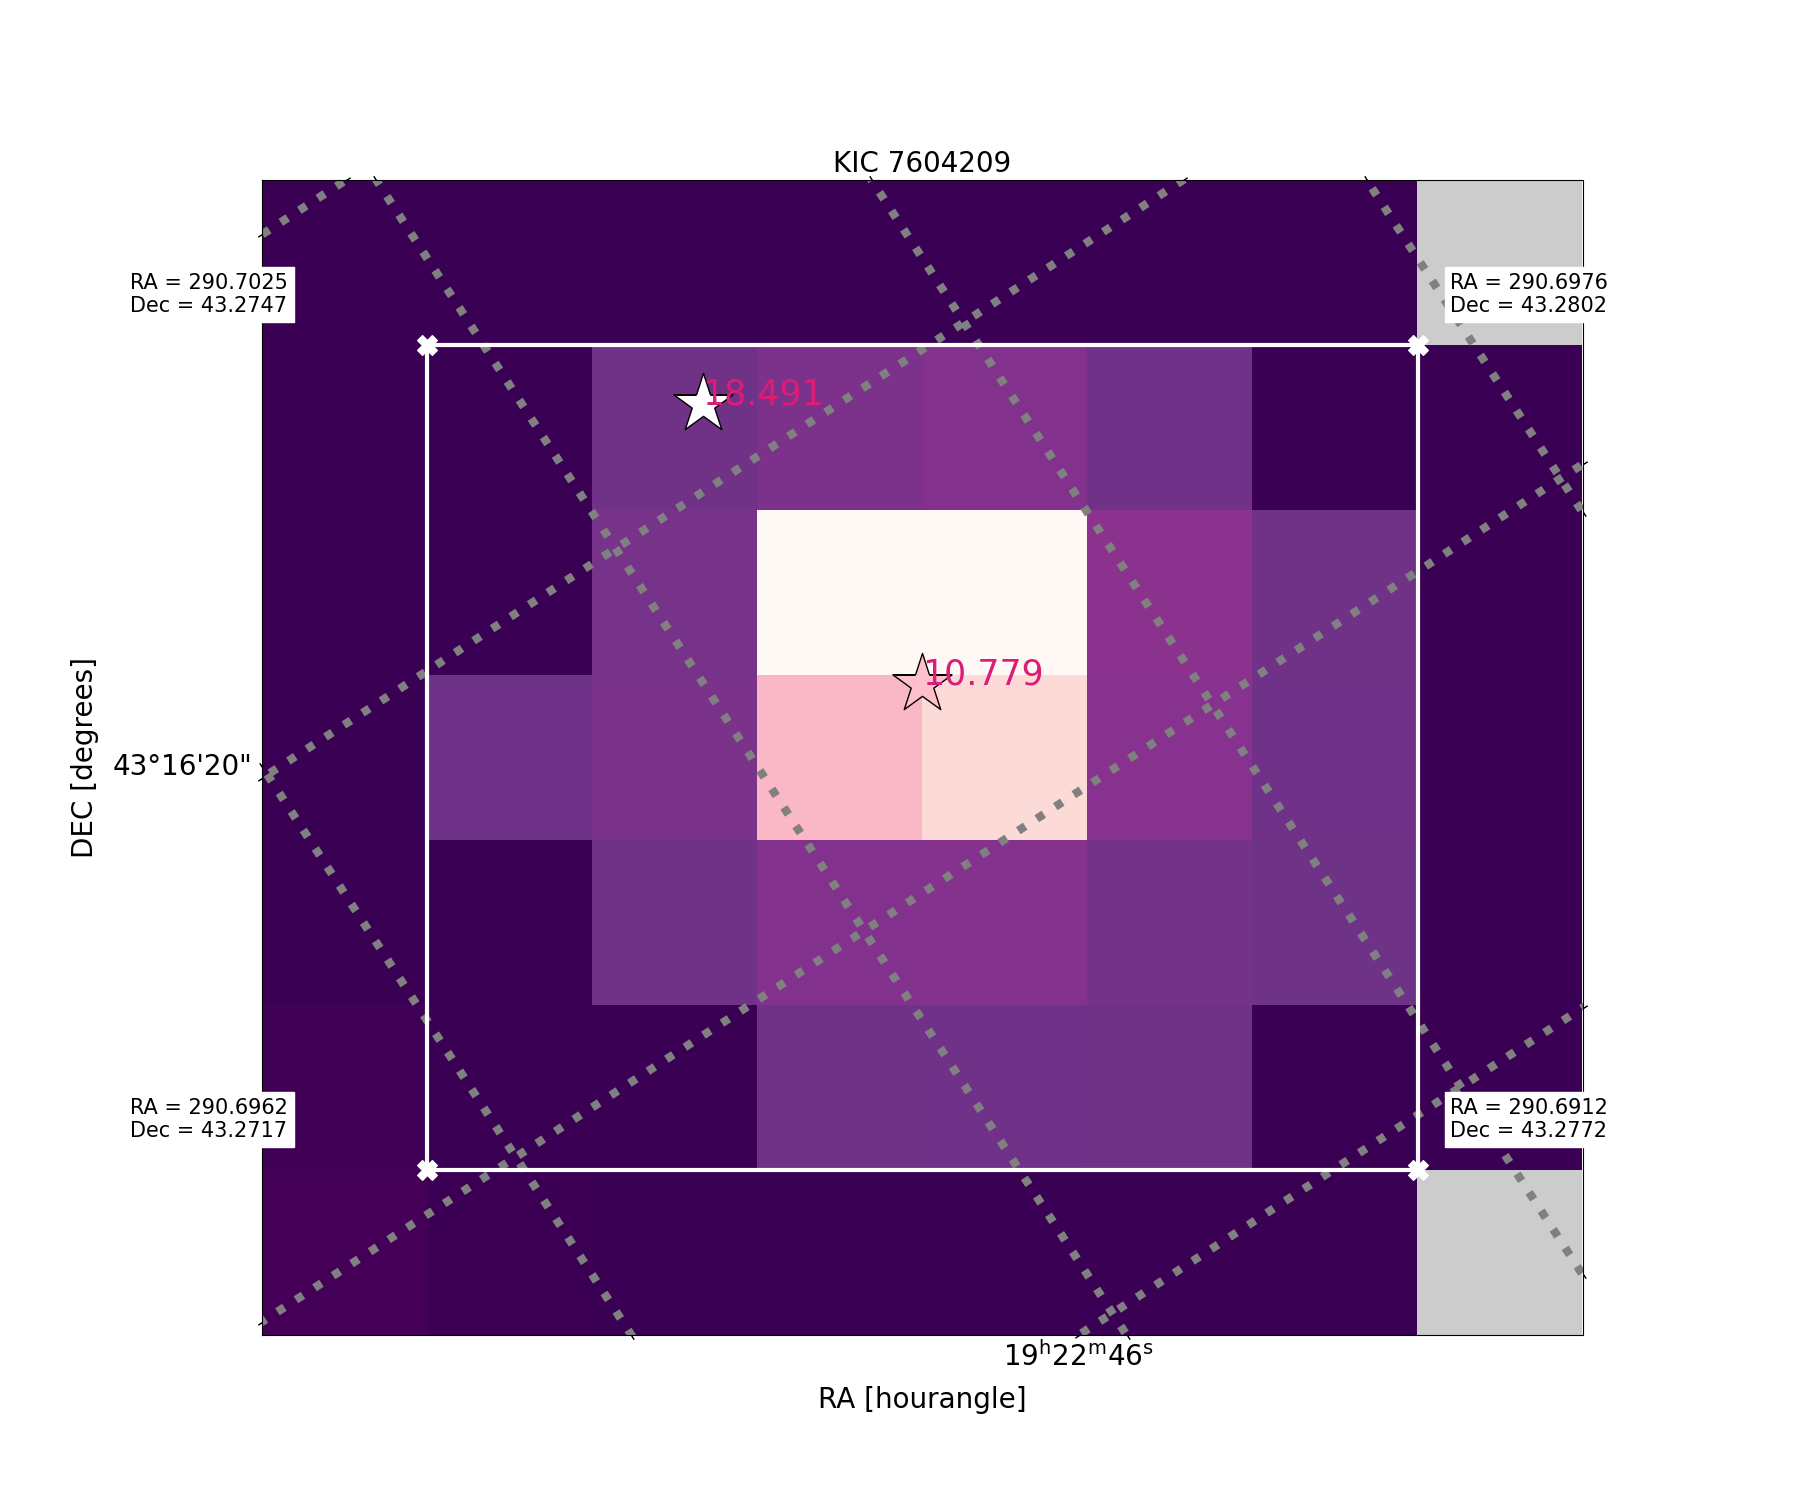 KIC 7604209
RA = 290.7025
Dec = 43.2747
RA = 290.6976
Dec = 43.2802
18.491
10.779
43°16'20"
DEC [degrees]
RA = 290.6962
Dec = 43.2717
RA = 290.6912
Dec = 43.2772
19h22m46s
RA [hourangle]